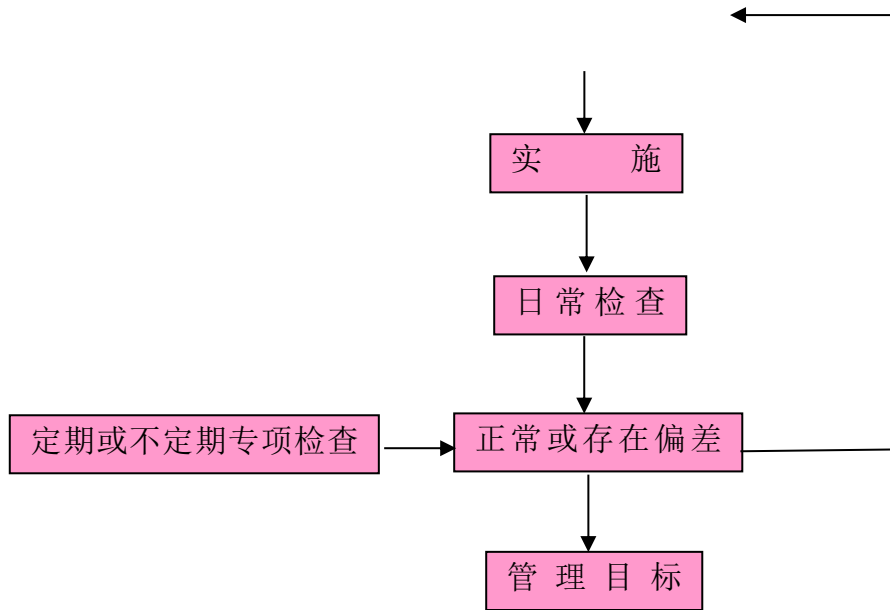 实 施
日常检查
定期或不定期专项检查
正常或存在偏差
管理目标